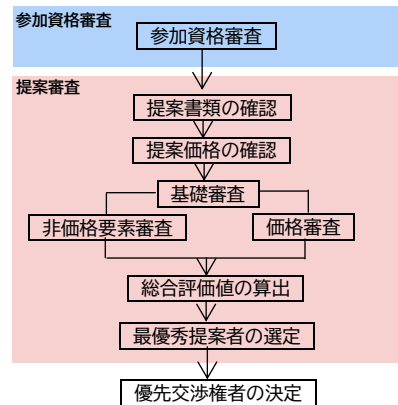 参加資格審査
参加資格審査
提案審査
提案書類の確認
提案価格の確認
基礎審査
非価格要素審査
価格審査
総合評価値の算出
最優秀提案者の選定
優先交渉権者の決定